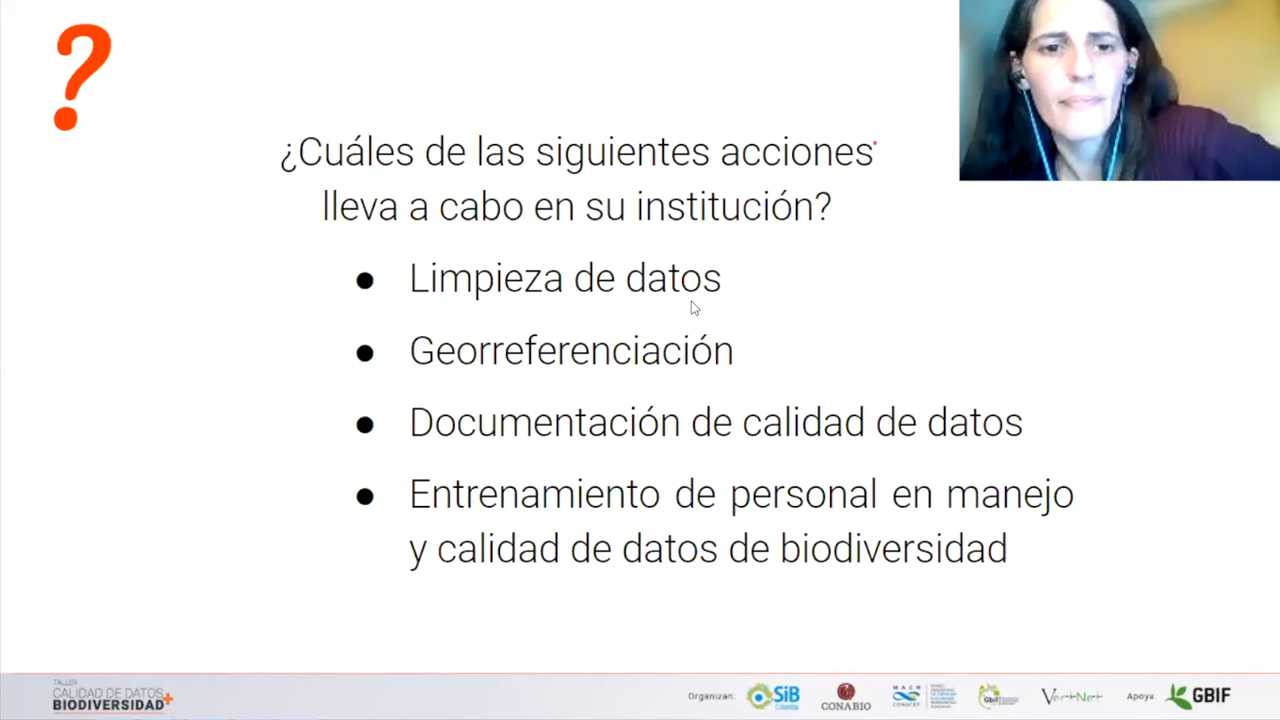 ?
¿Cuáles de las siguientes acciones
lleva a cabo en su institución?
● Limpieza de datos
● Georreferenciación
● Documentación de calidad de datos
● Entrenamiento de personal en manejo
y calidad de datos de biodiversidad
TALLER
CALIDAD DE DATOS
BIODIVERSIDAD+
Organizan:
SiB
Colombia
CONABIO
MACN
CONICET
VertNet
Apoya:
GBIF